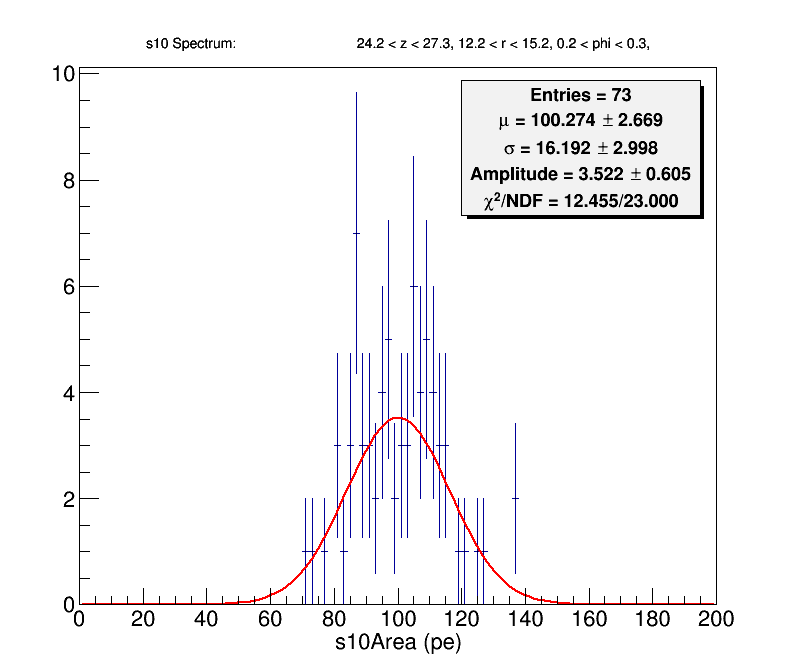 s10 Spectrum: 24.2 < z < 27.3, 12.2 < r < 15.2, 0.2 < phi < 0.3,
Entries = 73
μ = 100.274 ± 2.669
σ = 16.192 ± 2.998
Amplitude = 3.522 ± 0.605
χ²/NDF = 12.455/23.000
10
8
6
4
2
0
0 20 40 60 80 100 120 140 160 180 200
s10Area (pe)